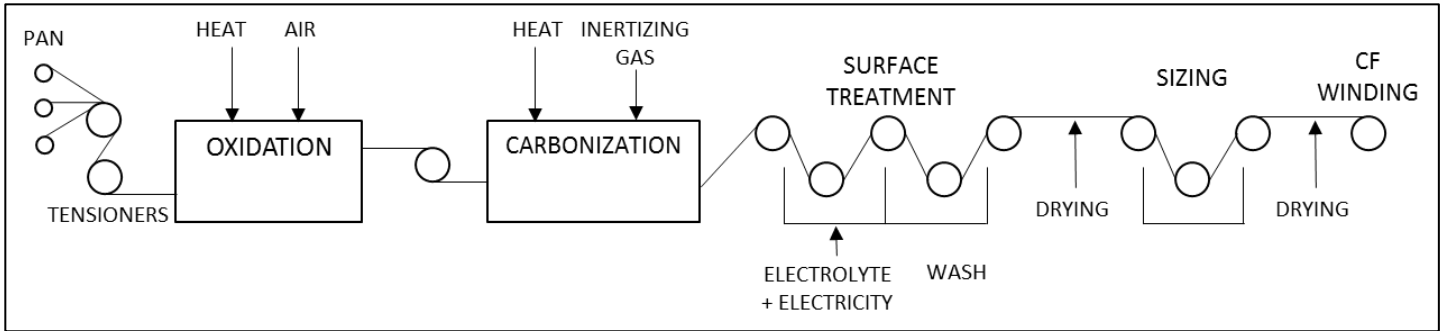 PAN
TENSIONERS
HEAT
AIR
OXIDATION
HEAT
INERTIZING
GAS
CARBONIZATION
SURFACE
TREATMENT
ELECTROLYTE
+ ELECTRICITY
WASH
DRYING
SIZING
DRYING
CF
WINDING